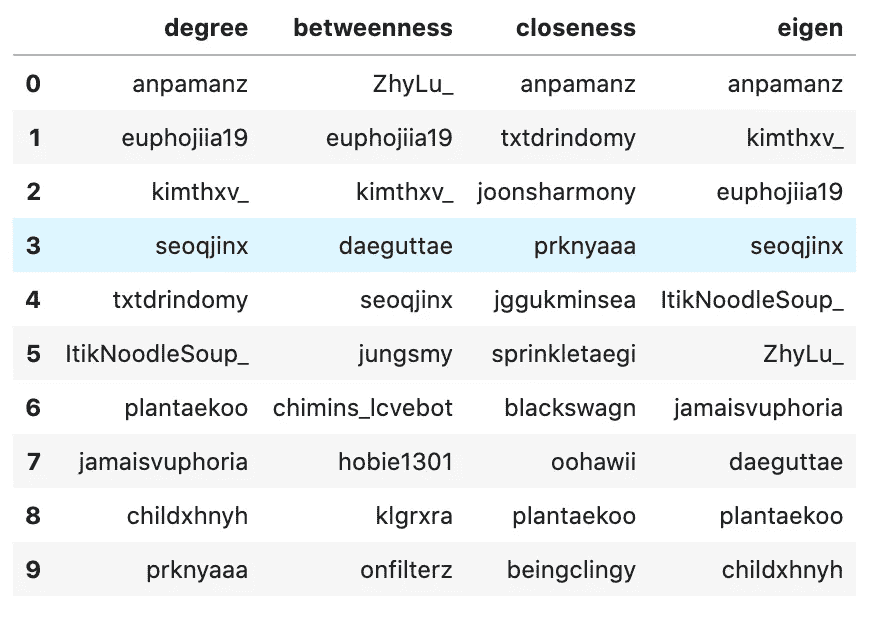 degree betweenness closeness eigen
0 anpamanz ZhyLu_ anpamanz anpamanz
1 euphojiia19 euphojiia19 txtdrindomy kimthxv_
2 kimthxv_ kimthxv_ joonsharmony euphojiia19
3 seoqjinx daeguttae prknyaaa seoqjinx
4 txtdrindomy seoqjinx jggukminsea ItikNoodleSoup_
5 ItikNoodleSoup_ jungsmy sprinkletaegi ZhyLu_
6 plantaekoo chimins_lcvebot blackswagn jamaisvuphoria
7 jamaisvuphoria hobie1301 oohawii daeguttae
8 childxhnyh klgrxra plantaekoo plantaekoo
9 prknyaaa onfilterz beingclingy childxhnyh